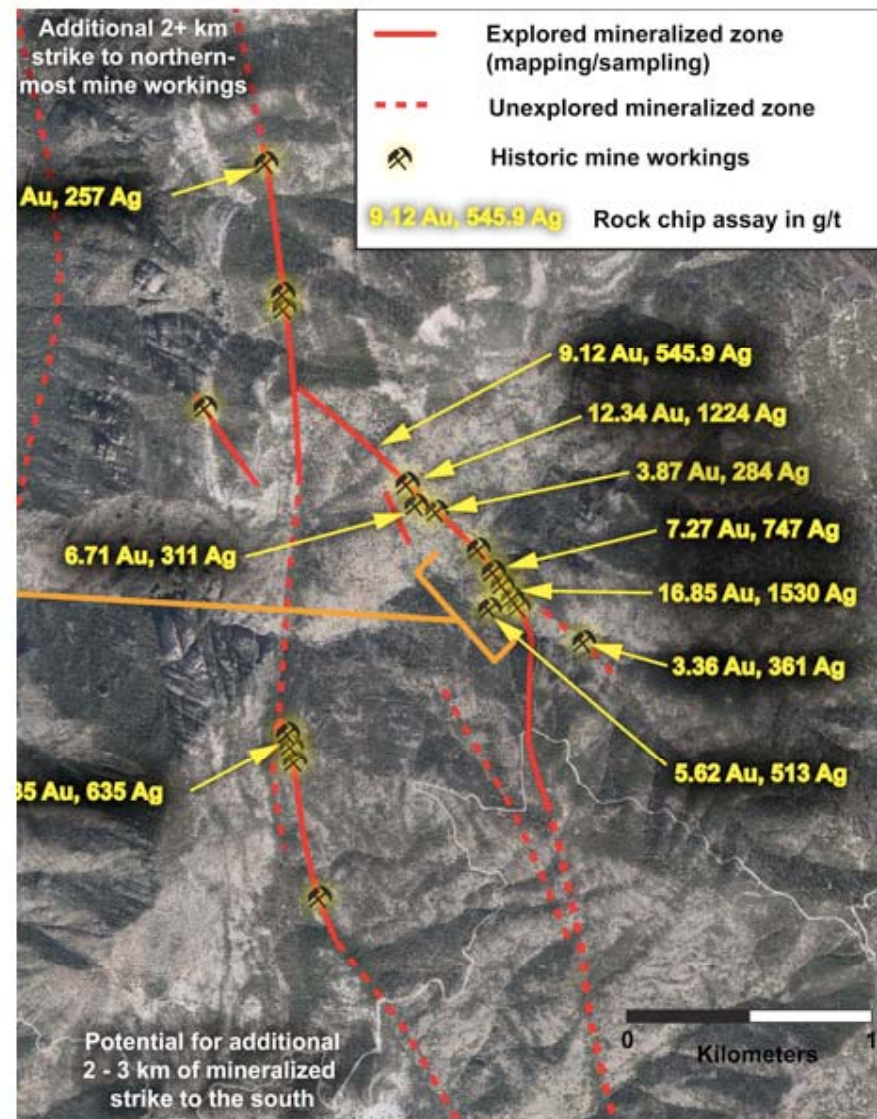 Additional 2+ km
strike to northern-
most mine workings
Explored mineralized zone
(mapping/sampling)
Unexplored mineralized zone
Historic mine workings
9.12 Au, 545.9 Ag
Rock chip assay in g/t
Au, 257 Ag
9.12 Au, 545.9 Ag
12.34 Au, 1224 Ag
3.87 Au, 284 Ag
6.71 Au, 311 Ag
7.27 Au, 747 Ag
16.85 Au, 1530 Ag
3.36 Au, 361 Ag
5.62 Au, 513 Ag
Au, 635 Ag
Potential for additional
2 - 3 km of mineralized
strike to the south
0
1
Kilometers